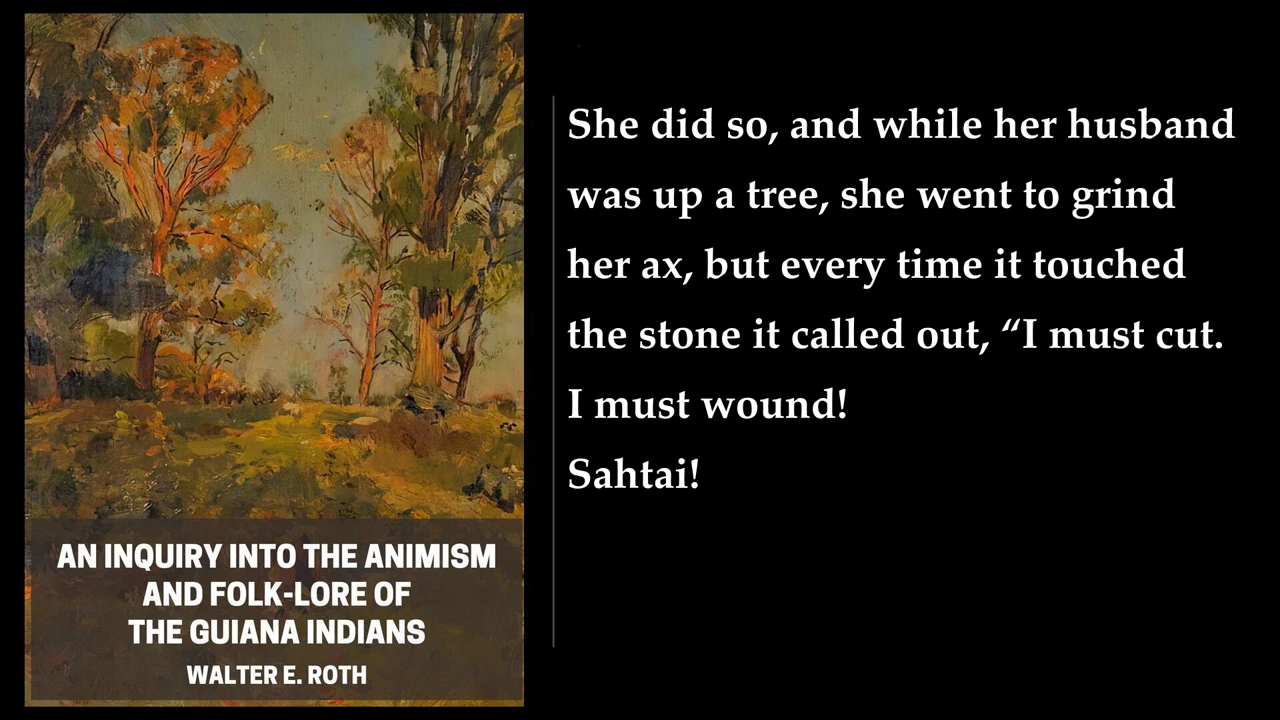 She did so, and while her husband
was up a tree, she went to grind
her ax, but every time it touched
the stone it called out, “I must cut.
I must wound!
Sahtai!
AN INQUIRY INTO THE ANIMISM
AND FOLK-LORE OF
THE GUIANA INDIANS
WALTER E. ROTH